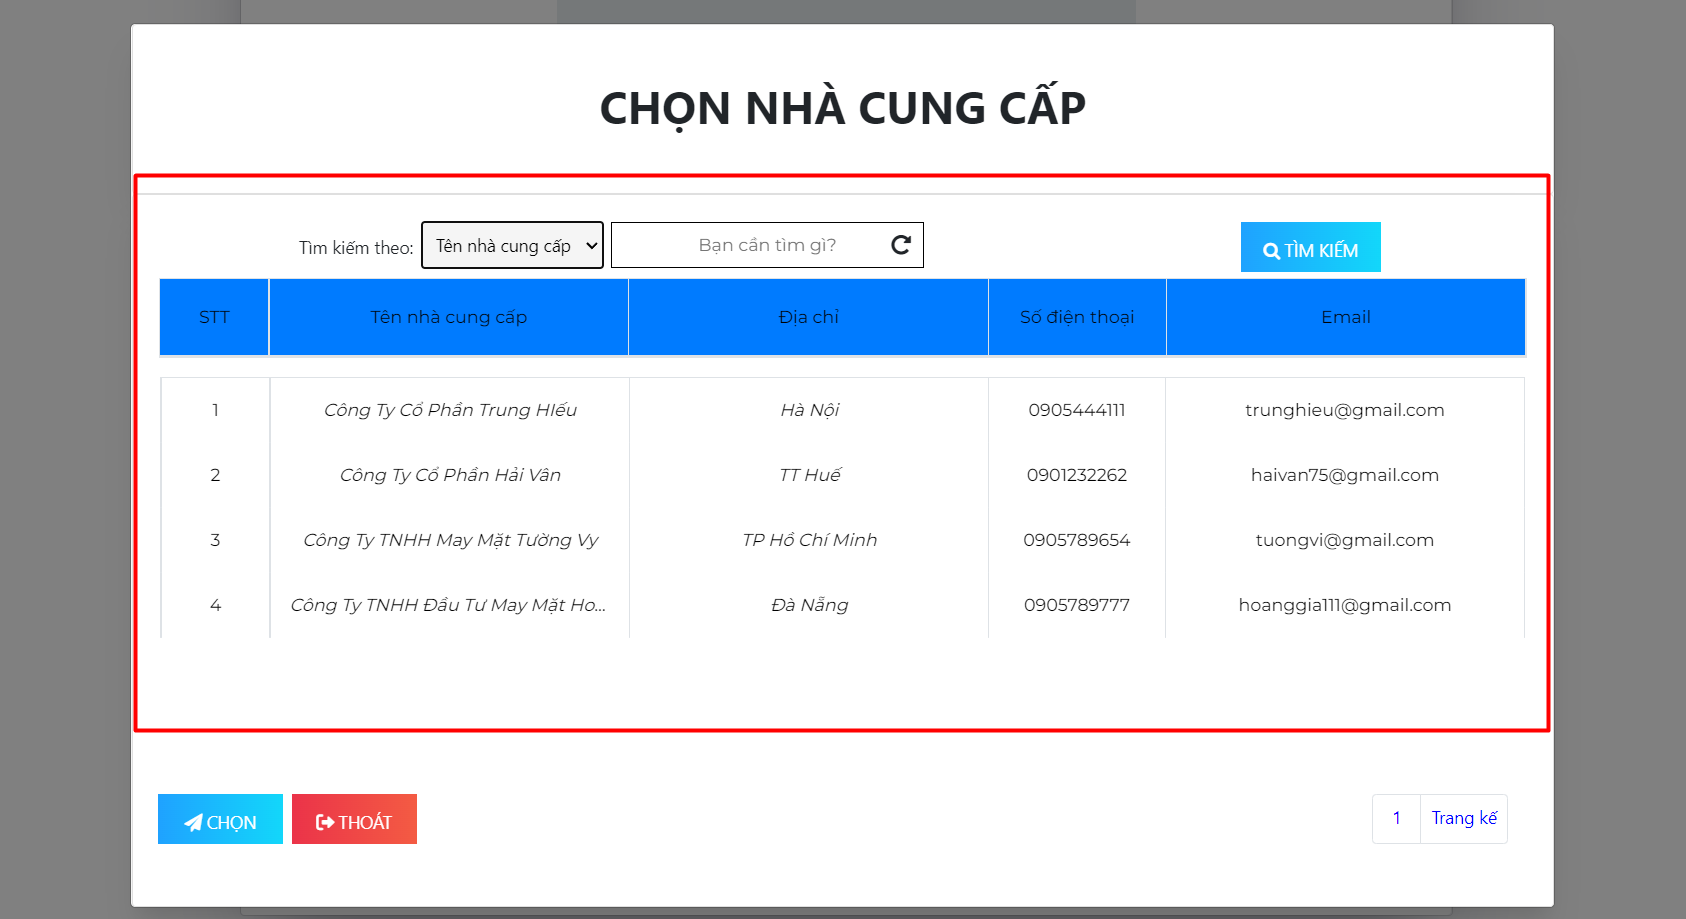 CHỌN NHÀ CUNG CẤP
Tìm kiếm theo: Tên nhà cung cấp Bạn cần tìm gì? TÌM KIẾM
STT Tên nhà cung cấp Địa chỉ Số điện thoại Email
1 Công Ty Cổ Phần Trung HIếu Hà Nội 0905444111 trunghieu@gmail.com
2 Công Ty Cổ Phần Hải Vân TT Huế 0901232262 haivan75@gmail.com
3 Công Ty TNHH May Mặt Tường Vy TP Hồ Chí Minh 0905789654 tuongvi@gmail.com
4 Công Ty TNHH Đầu Tư May Mặt Ho... Đà Nẵng 0905789777 hoanggia111@gmail.com
CHỌN THOÁT 1 Trang kế